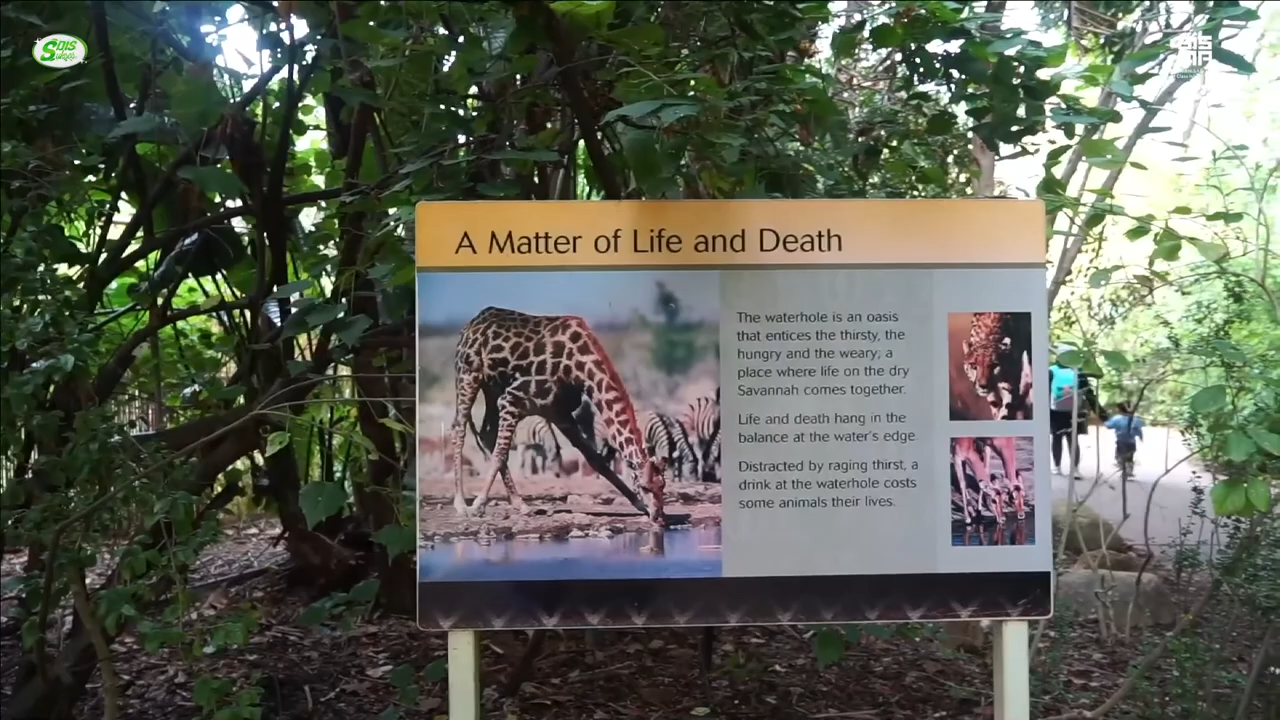 SDIS
A Matter of Life and Death
The waterhole is an oasis
that entices the thirsty, the
hungry and the weary; a
place where life on the dry
Savannah comes together.
Life and death hang in the
balance at the water's edge.
Distracted by raging thirst, a
drink at the waterhole costs
some animals their lives.